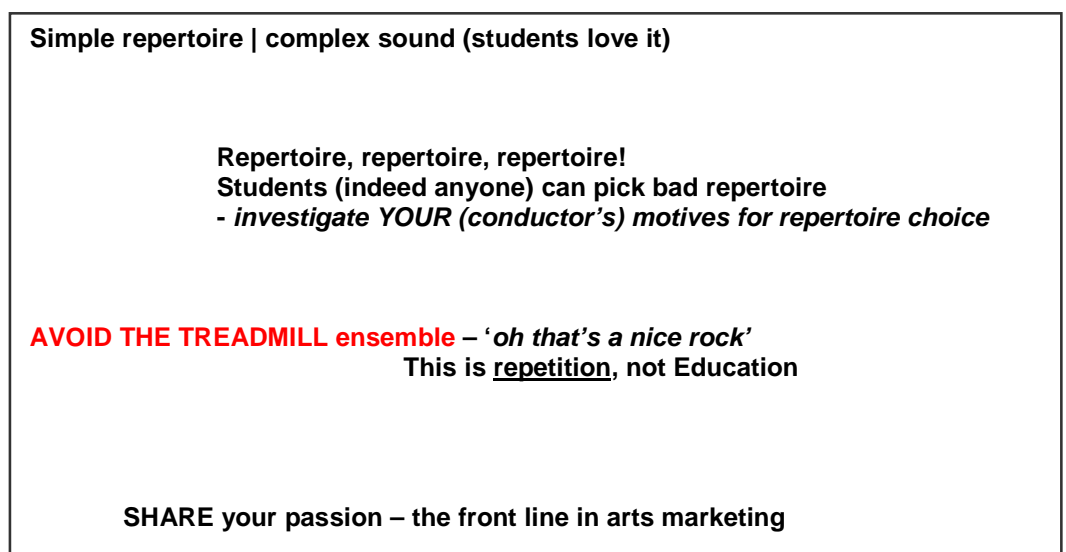 Simple repertoire | complex sound (students love it)
Repertoire, repertoire, repertoire!
Students (indeed anyone) can pick bad repertoire
- investigate YOUR (conductor's) motives for repertoire choice
AVOID THE TREADMILL ensemble – 'oh that's a nice rock'
This is repetition, not Education
SHARE your passion – the front line in arts marketing